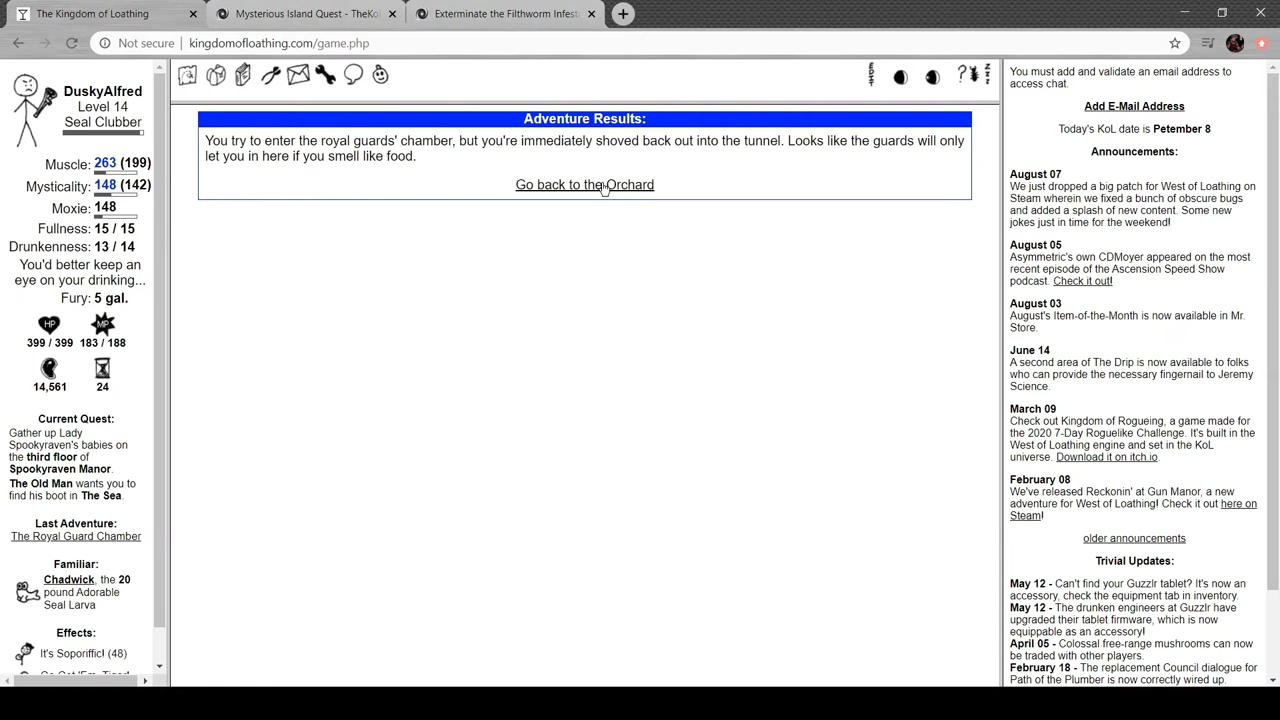 The Kingdom of Loathing
Mysterious Island Quest - TheKol
Exterminate the Filthworm Infest
Not secure
kingdomofloathing.com/game.php
DuskyAlfred
Level 14
Seal Clubber
Muscle: 263 (199)
Mysticality: 148 (142)
Moxie: 148
Fullness: 15 / 15
Drunkenness: 13 / 14
You'd better keep an
eye on your drinking...
Fury: 5 gal.
HP
MP
399 / 399
183 / 188
14,561
24
Current Quest:
Gather up Lady
Spookyraven's babies on
the third floor of
Spookyraven Manor.
The Old Man wants you to
find his boot in The Sea.
Last Adventure:
The Royal Guard Chamber
Familiar:
Chadwick, the 20
pound Adorable
Seal Larva
Effects:
It's Soporiffic! (48)
Adventure Results:
You try to enter the royal guards' chamber, but you're immediately shoved back out into the tunnel. Looks like the guards will only
let you in here if you smell like food.
Go back to the Orchard
You must add and validate an email address to
access chat.
Add E-Mail Address
Today's KoL date is Petember 8
Announcements:
August 07
We just dropped a big patch for West of Loathing on
Steam wherein we fixed a bunch of obscure bugs
and added a splash of new content. Some new
jokes just in time for the weekend!
August 05
Asymmetric's own CDMoyer appeared on the most
recent episode of the Ascension Speed Show
podcast. Check it out!
August 03
August's Item-of-the-Month is now available in Mr.
Store.
June 14
A second area of The Drip is now available to folks
who can provide the necessary fingernail to Jeremy
Science.
March 09
Check out Kingdom of Rogueing, a game made for
the 2020 7-Day Roguelike Challenge. It's built in the
West of Loathing engine and set in the KoL
universe. Download it on itch io.
February 08
We've released Reckonin' at Gun Manor, a new
adventure for West of Loathing! Check it out here on
Steam!
older announcements
Trivial Updates:
May 12 - Can't find your Guzzlr tablet? It's now an
accessory, check the equipment tab in inventory.
May 12 - The drunken engineers at Guzzlr have
upgraded their tablet firmware, which is now
equippable as an accessory!
April 05 - Colossal free-range mushrooms can now
be traded with other players.
February 18 - The replacement Council dialogue for
Path of the Plumber is now correctly wired up.